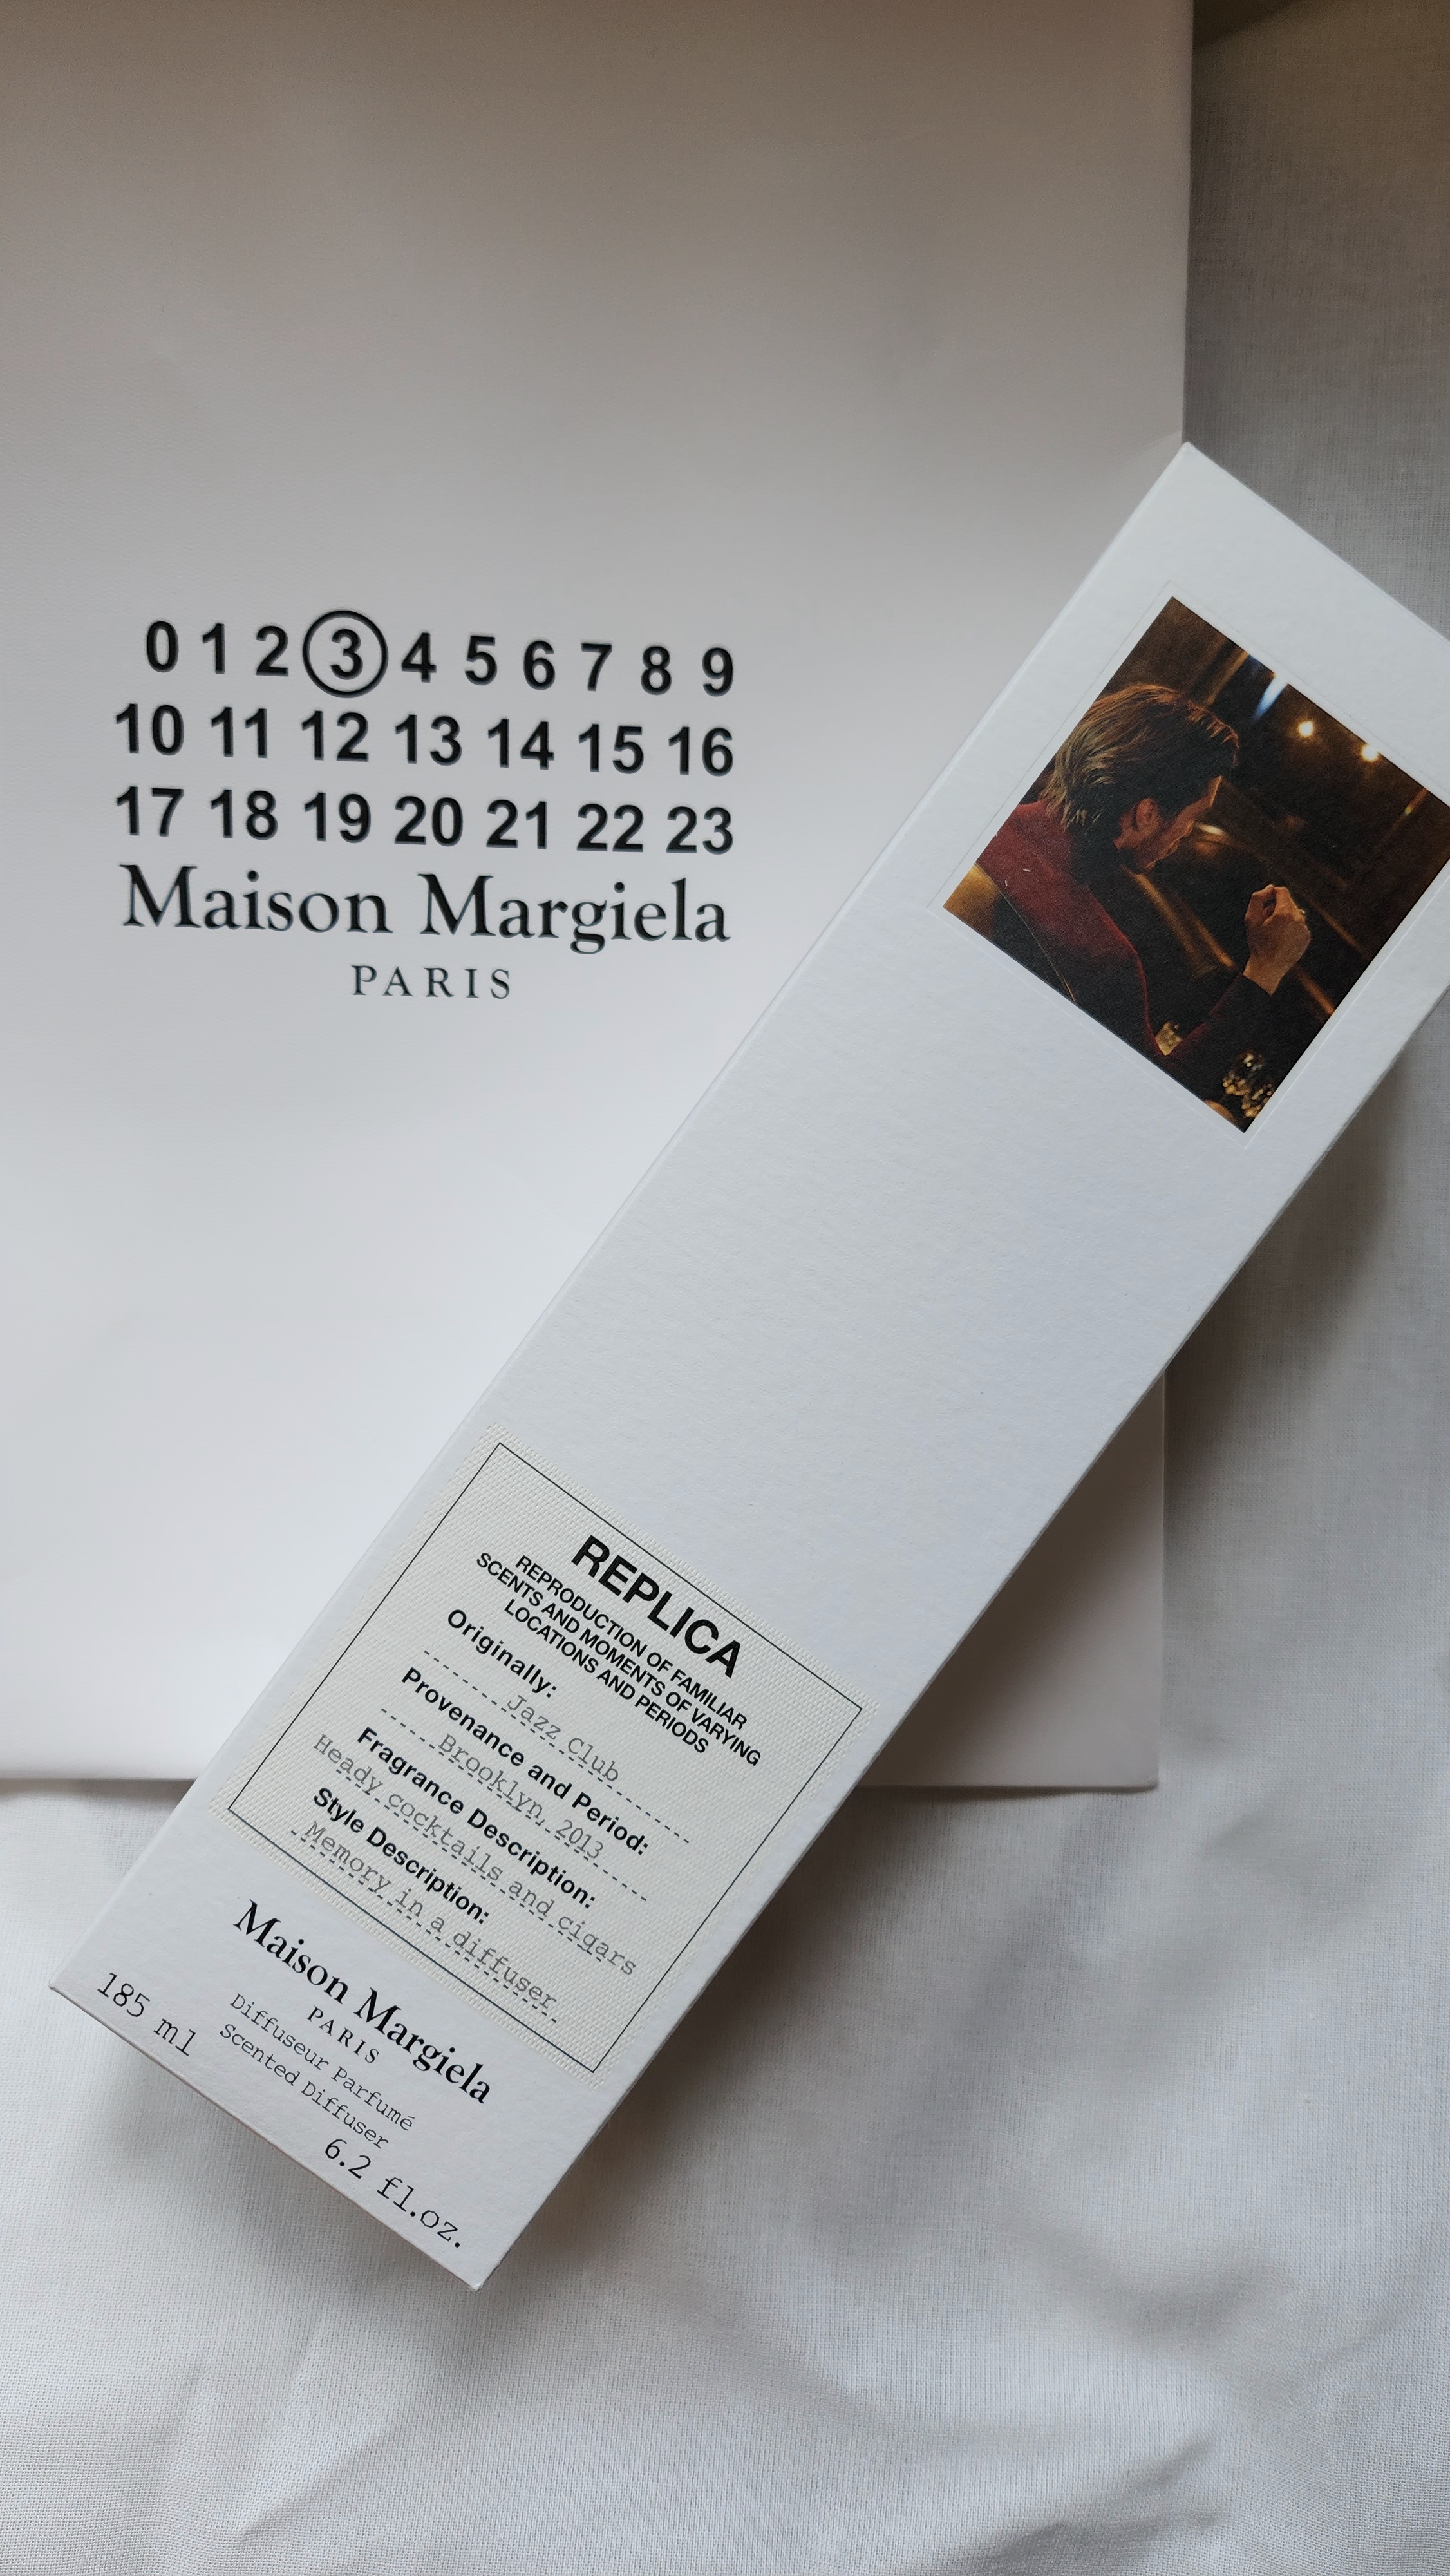 0 1 2 3 4 5 6 7 8 9
10 11 12 13 14 15 16
17 18 19 20 21 22 23
Maison Margiela
PARIS
REPLICA
REPRODUCTION OF FAMILIAR
SCENTS AND MOMENTS OF VARYING
LOCATIONS AND PERIODS
Originally:
Jazz Club
Provenance and Period:
Brooklyn, 2013
Fragrance Description:
Heady cocktails and cigars
Style Description:
Memory in a diffuser
Maison Margiela
PARIS
Diffuseur Parfumé
Scented Diffuser
185 ml 6.2 fl.oz.